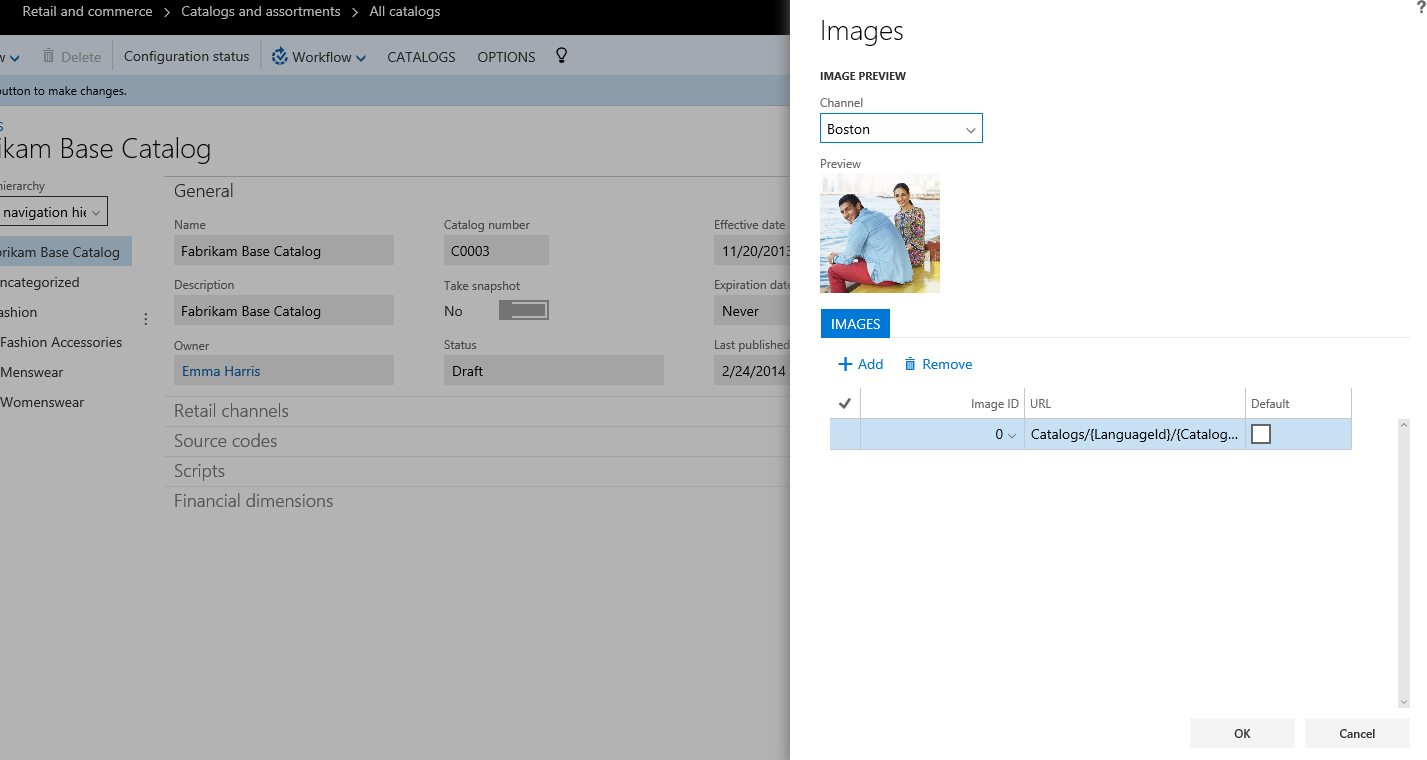 Retail and commerce > Catalogs and assortments > All catalogs
?
Delete Configuration status Workflow CATALOGS OPTIONS
button to make changes.
ikam Base Catalog
hierarchy
navigation hie
rikam Base Catalog
ncategorized
ashion
Fashion Accessories
Menswear
Womenswear
General
Name
Fabrikam Base Catalog
Description
Fabrikam Base Catalog
Owner
Emma Harris
Catalog number
C0003
Take snapshot
No
Status
Draft
Effective date
11/20/2013
Expiration date
Never
Last published
2/24/2014
Retail channels
Source codes
Scripts
Financial dimensions
Images
IMAGE PREVIEW
Channel
Boston
Preview
IMAGES
+ Add Remove
Image ID URL Default
0 Catalogs/{LanguageId}/{Catalog...
OK Cancel